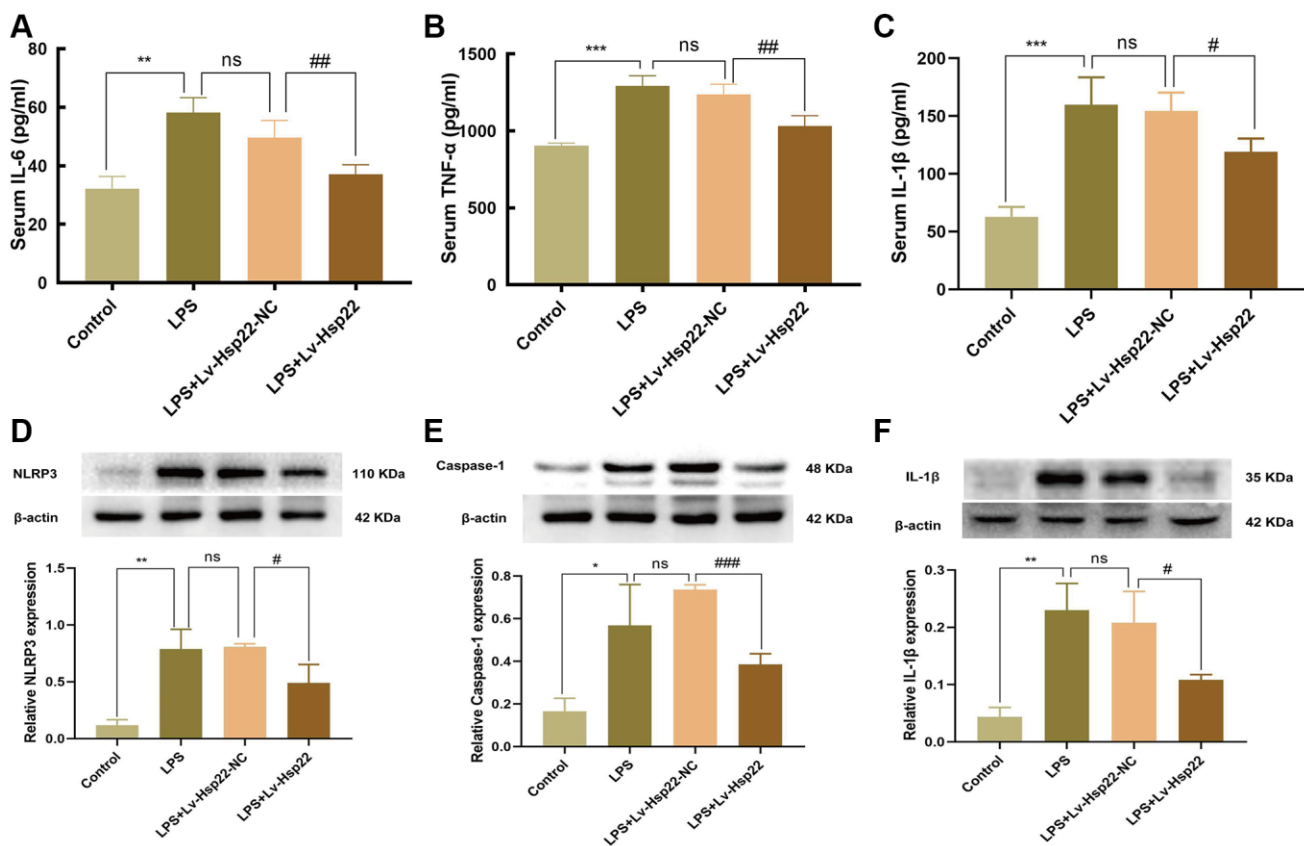 A
Serum IL-6 (pg/ml)
80
60
40
20
0
**
ns
##
Control
LPS
LPS+Lv-Hsp22-NC
LPS+Lv-Hsp22
B
Serum TNF-α (pg/ml)
1500
1000
500
0
***
ns
##
Control
LPS
LPS+Lv-Hsp22-NC
LPS+Lv-Hsp22
C
Serum IL-1β (pg/ml)
200
150
100
50
0
***
ns
#
Control
LPS
LPS+Lv-Hsp22-NC
LPS+Lv-Hsp22
D
NLRP3 110 KDa
β-actin 42 KDa
Relative NLRP3 expression
1.5
1.0
0.5
0.0
**
ns
#
Control
LPS
LPS+Lv-Hsp22-NC
LPS+Lv-Hsp22
E
Caspase-1 48 KDa
β-actin 42 KDa
Relative Caspase-1 expression
0.8
0.6
0.4
0.2
0.0
*
ns
###
Control
LPS
LPS+Lv-Hsp22-NC
LPS+Lv-Hsp22
F
IL-1β 35 KDa
β-actin 42 KDa
Relative IL-1β expression
0.3
0.2
0.1
0.0
**
ns
#
Control
LPS
LPS+Lv-Hsp22-NC
LPS+Lv-Hsp22